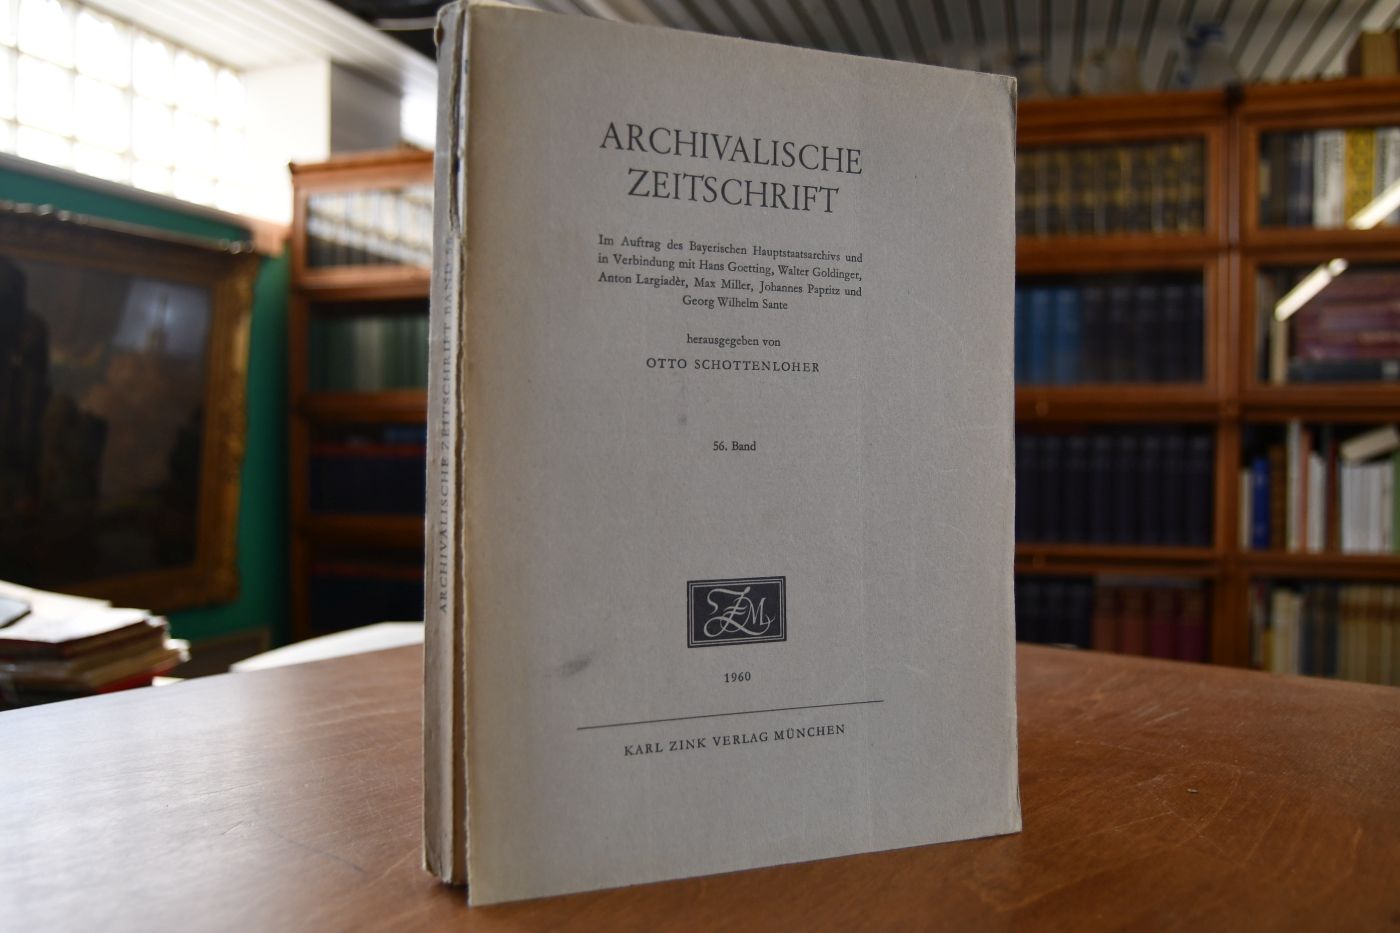 ARCHIVALISCHE
ZEITSCHRIFT
Im Auftrag des Bayerischen Hauptstaatsarchivs und
in Verbindung mit Hans Goetting, Walter Goldinger,
Anton Largiadèr, Max Miller, Johannes Papritz und
Georg Wilhelm Sante
herausgegeben von
OTTO SCHOTTENLOHER
56. Band
ZM
1960
KARL ZINK VERLAG MÜNCHEN
ARCHIVALISCHE ZEITSCHRIFT BAND